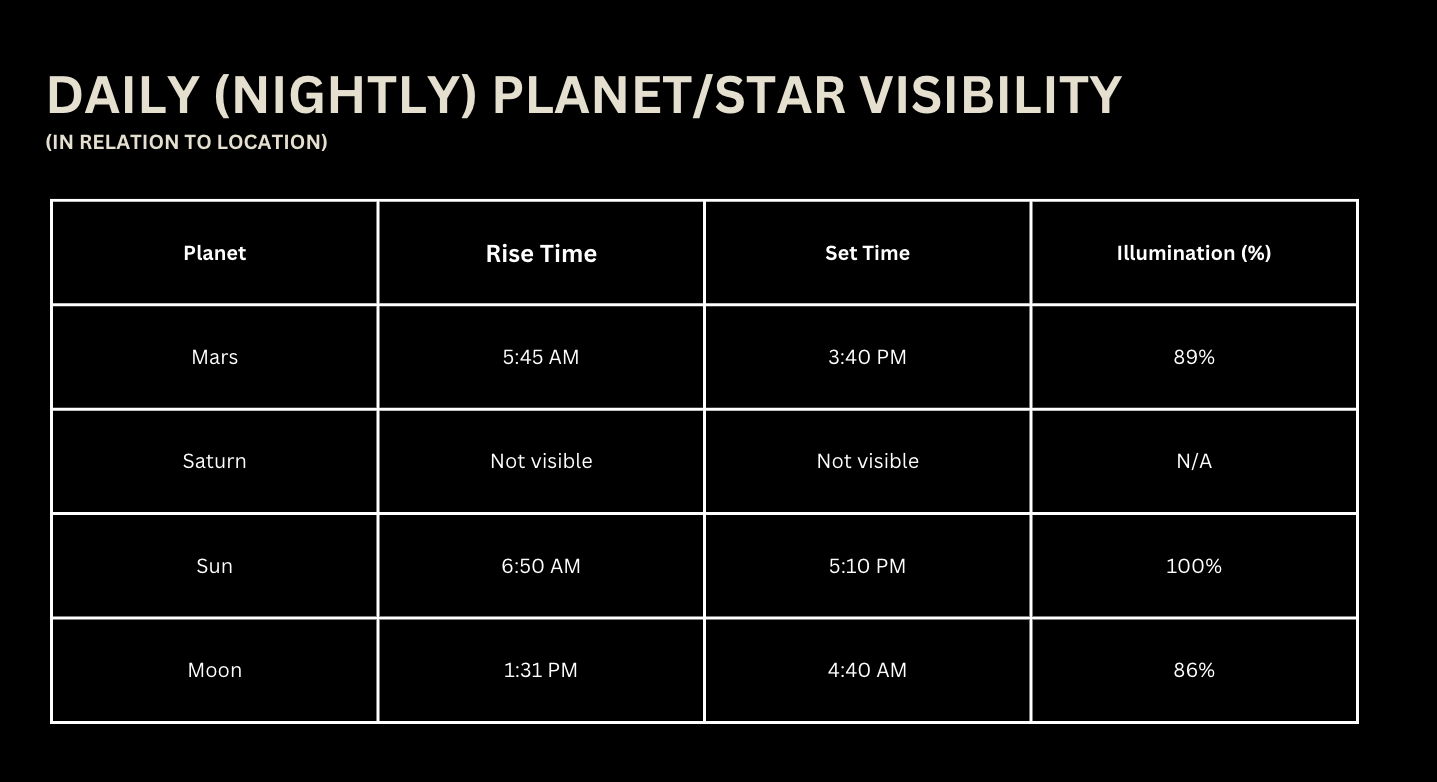 DAILY (NIGHTLY) PLANET/STAR VISIBILITY
(IN RELATION TO LOCATION)
Planet Rise Time Set Time Illumination (%)
Mars 5:45 AM 3:40 PM 89%
Saturn Not visible Not visible N/A
Sun 6:50 AM 5:10 PM 100%
Moon 1:31 PM 4:40 AM 86%